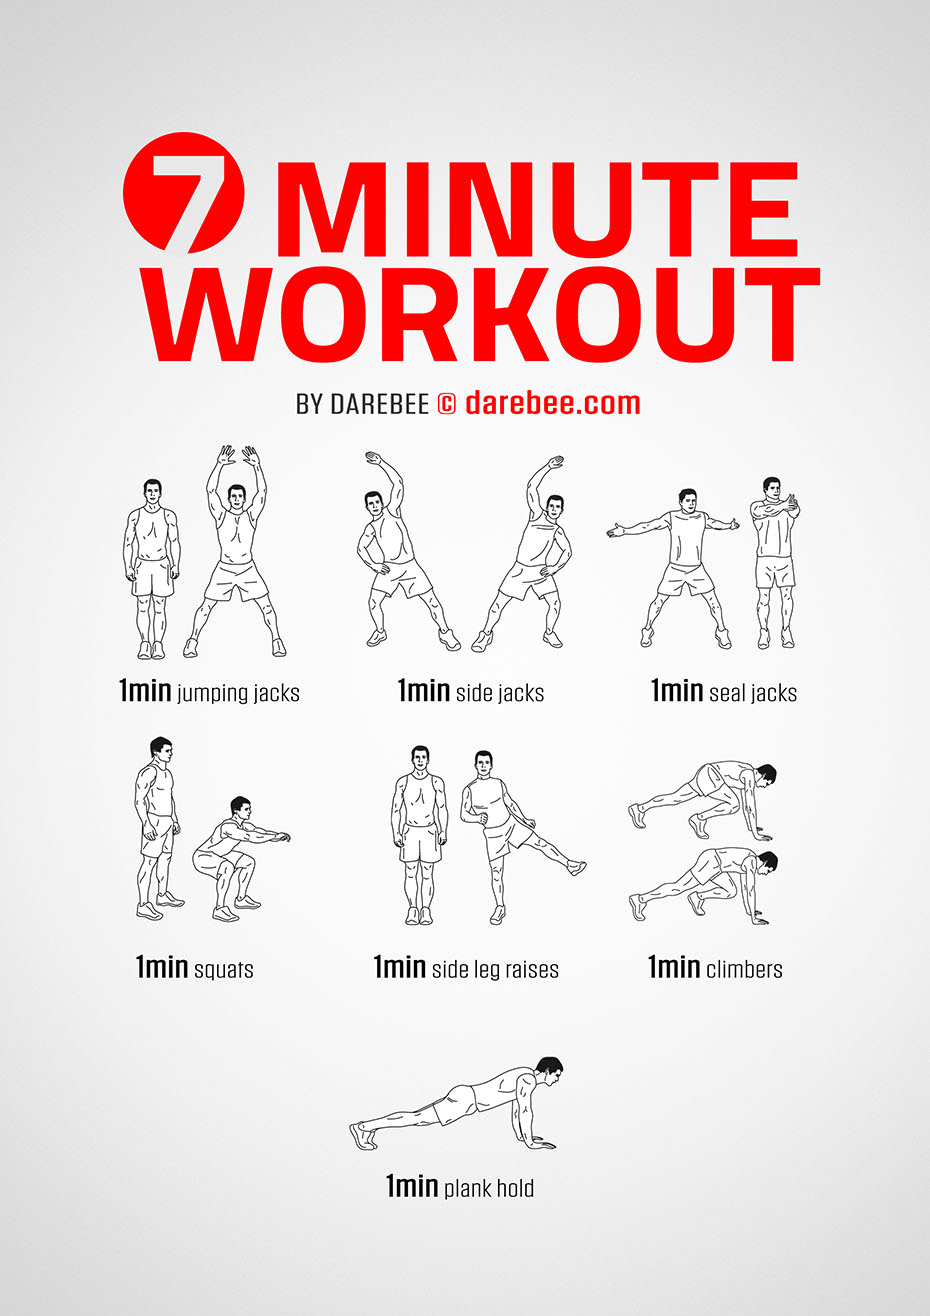 7 MINUTE
WORKOUT
BY DAREBEE © darebee.com
1min jumping jacks
1min side jacks
1min seal jacks
1min squats
1min side leg raises
1min climbers
1min plank hold